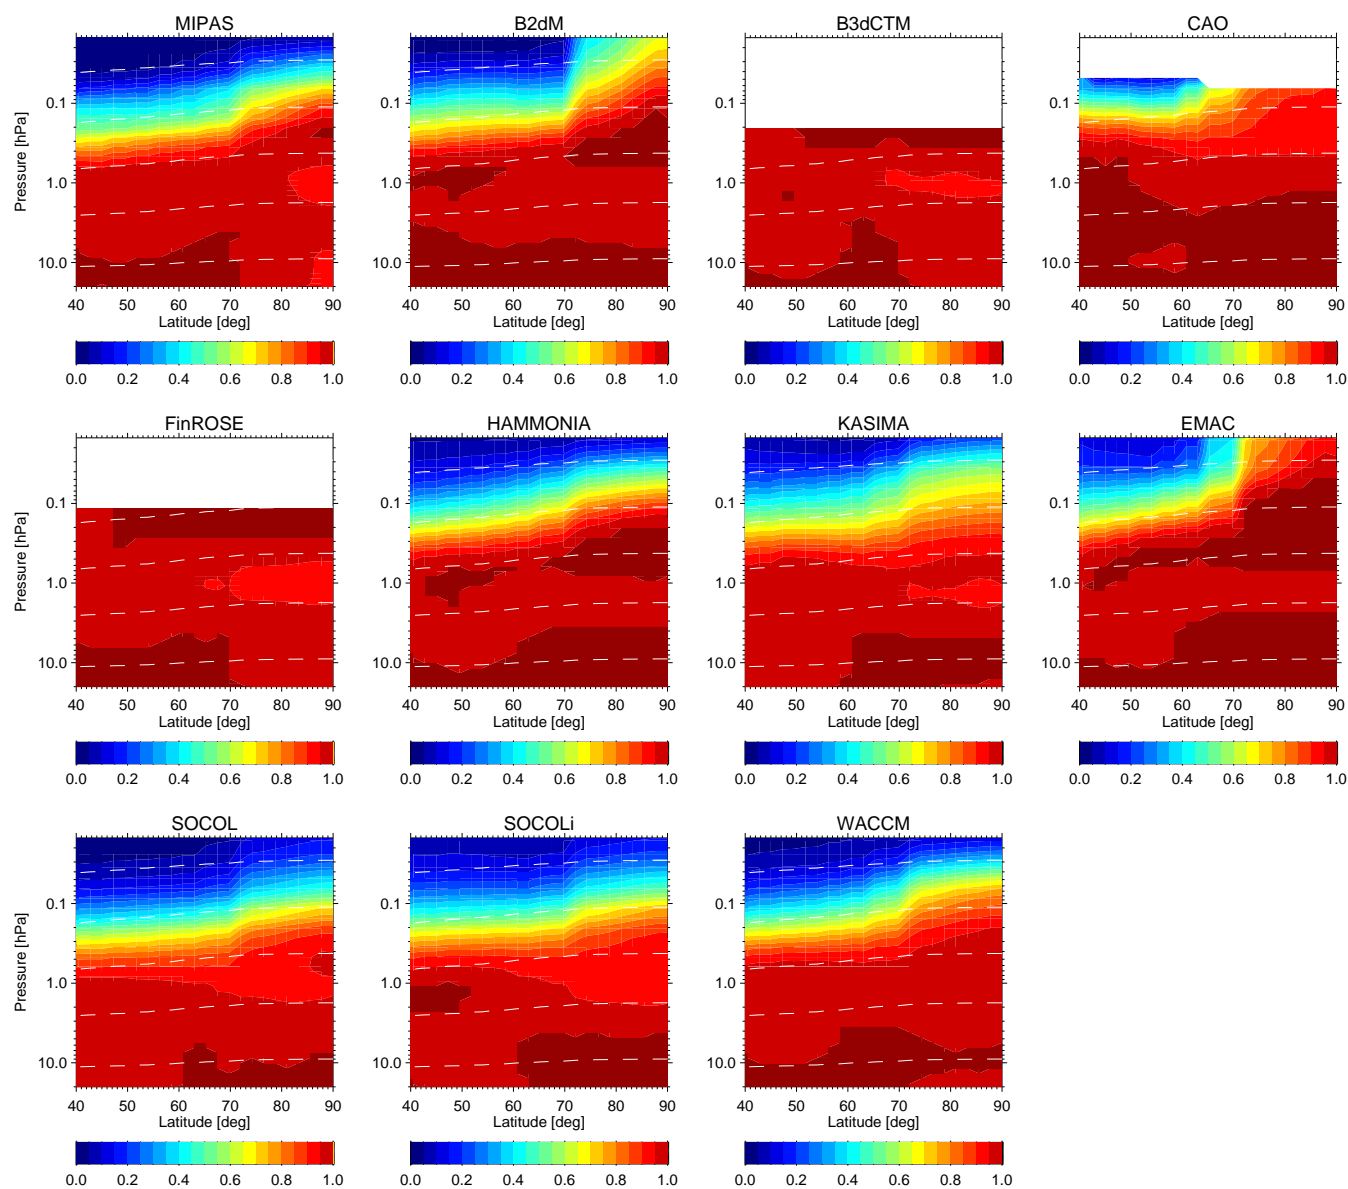 MIPAS B2dM B3dCTM CAO
Pressure [hPa]
0.1 0.1 0.1 0.1
1.0 1.0 1.0 1.0
10.0 10.0 10.0 10.0
40 50 60 70 80 90 40 50 60 70 80 90 40 50 60 70 80 90 40 50 60 70 80 90
Latitude [deg] Latitude [deg] Latitude [deg] Latitude [deg]
0.0 0.2 0.4 0.6 0.8 1.0 0.0 0.2 0.4 0.6 0.8 1.0 0.0 0.2 0.4 0.6 0.8 1.0 0.0 0.2 0.4 0.6 0.8 1.0
FinROSE HAMMONIA KASIMA EMAC
Pressure [hPa]
0.1 0.1 0.1 0.1
1.0 1.0 1.0 1.0
10.0 10.0 10.0 10.0
40 50 60 70 80 90 40 50 60 70 80 90 40 50 60 70 80 90 40 50 60 70 80 90
Latitude [deg] Latitude [deg] Latitude [deg] Latitude [deg]
0.0 0.2 0.4 0.6 0.8 1.0 0.0 0.2 0.4 0.6 0.8 1.0 0.0 0.2 0.4 0.6 0.8 1.0 0.0 0.2 0.4 0.6 0.8 1.0
SOCOL SOCOLi WACCM
Pressure [hPa]
0.1 0.1 0.1
1.0 1.0 1.0
10.0 10.0 10.0
40 50 60 70 80 90 40 50 60 70 80 90 40 50 60 70 80 90
Latitude [deg] Latitude [deg] Latitude [deg]
0.0 0.2 0.4 0.6 0.8 1.0 0.0 0.2 0.4 0.6 0.8 1.0 0.0 0.2 0.4 0.6 0.8 1.0